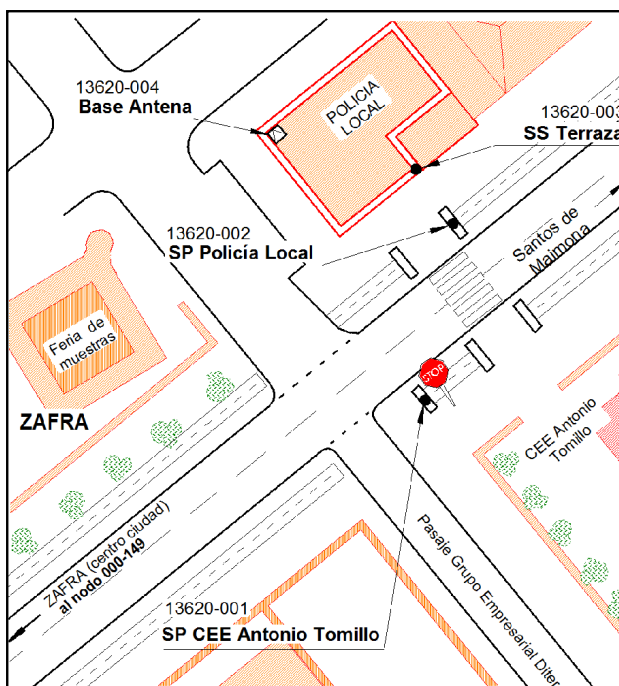 13620-004
Base Antena
POLICIA
LOCAL
13620-003
SS Terraza
13620-002
SP Policía Local
Santos de
Maimona
Feria de
muestras
STOP
ZAFRA
CEE Antonio
Tomillo
ZAFRA (centro ciudad)
al nodo 000-149
Pasaje Grupo Empresarial Diter
13620-001
SP CEE Antonio Tomillo